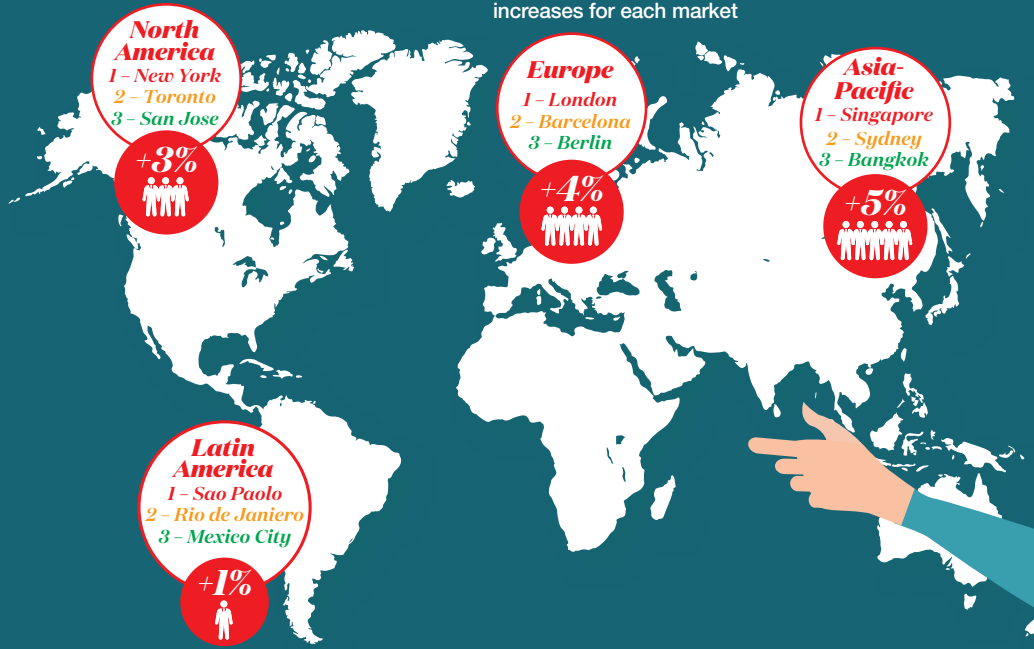 increases for each market
North
America
1 – New York
2 – Toronto
3 – San Jose
+3%
Europe
1 – London
2 – Barcelona
3 – Berlin
+4%
Asia-
Pacific
1 – Singapore
2 – Sydney
3 – Bangkok
+5%
Latin
America
1 – Sao Paolo
2 – Rio de Janiero
3 – Mexico City
+1%